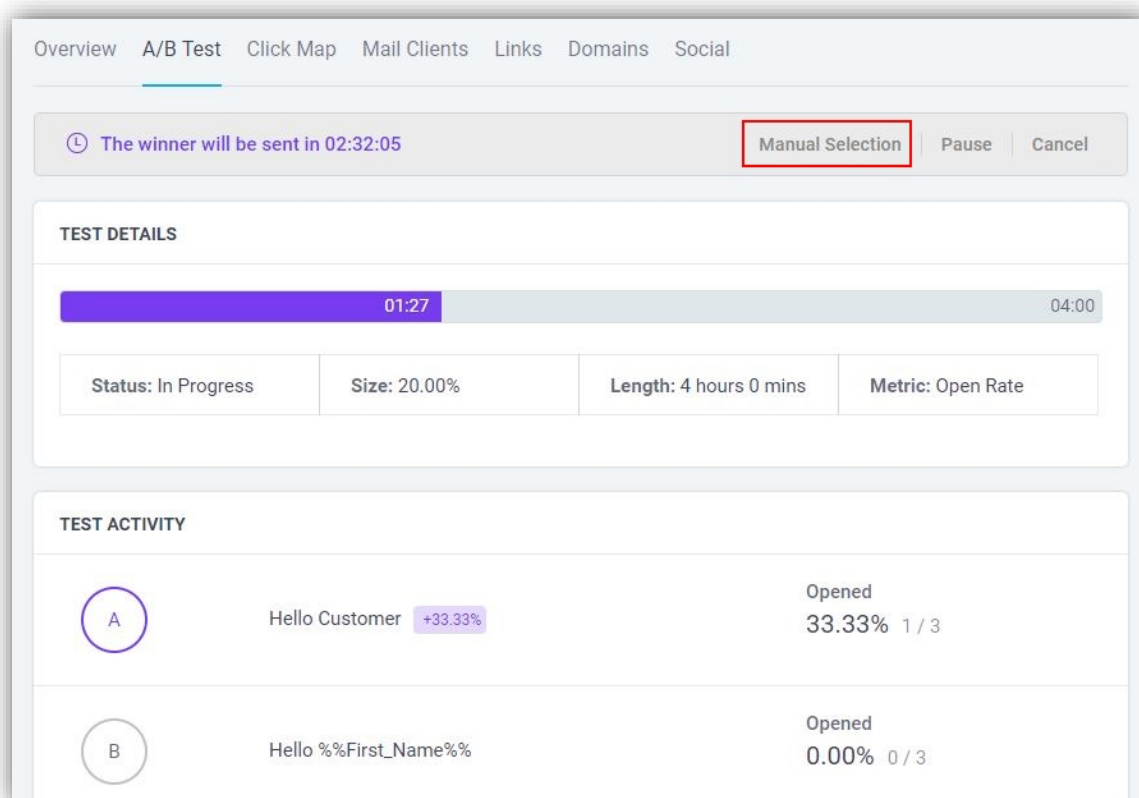 Overview A/B Test Click Map Mail Clients Links Domains Social
The winner will be sent in 02:32:05 Manual Selection Pause Cancel
TEST DETAILS
01:27 04:00
Status: In Progress Size: 20.00% Length: 4 hours 0 mins Metric: Open Rate
TEST ACTIVITY
Opened
A Hello Customer +33.33% 33.33% 1 / 3
Opened
B Hello %%First_Name%% 0.00% 0 / 3